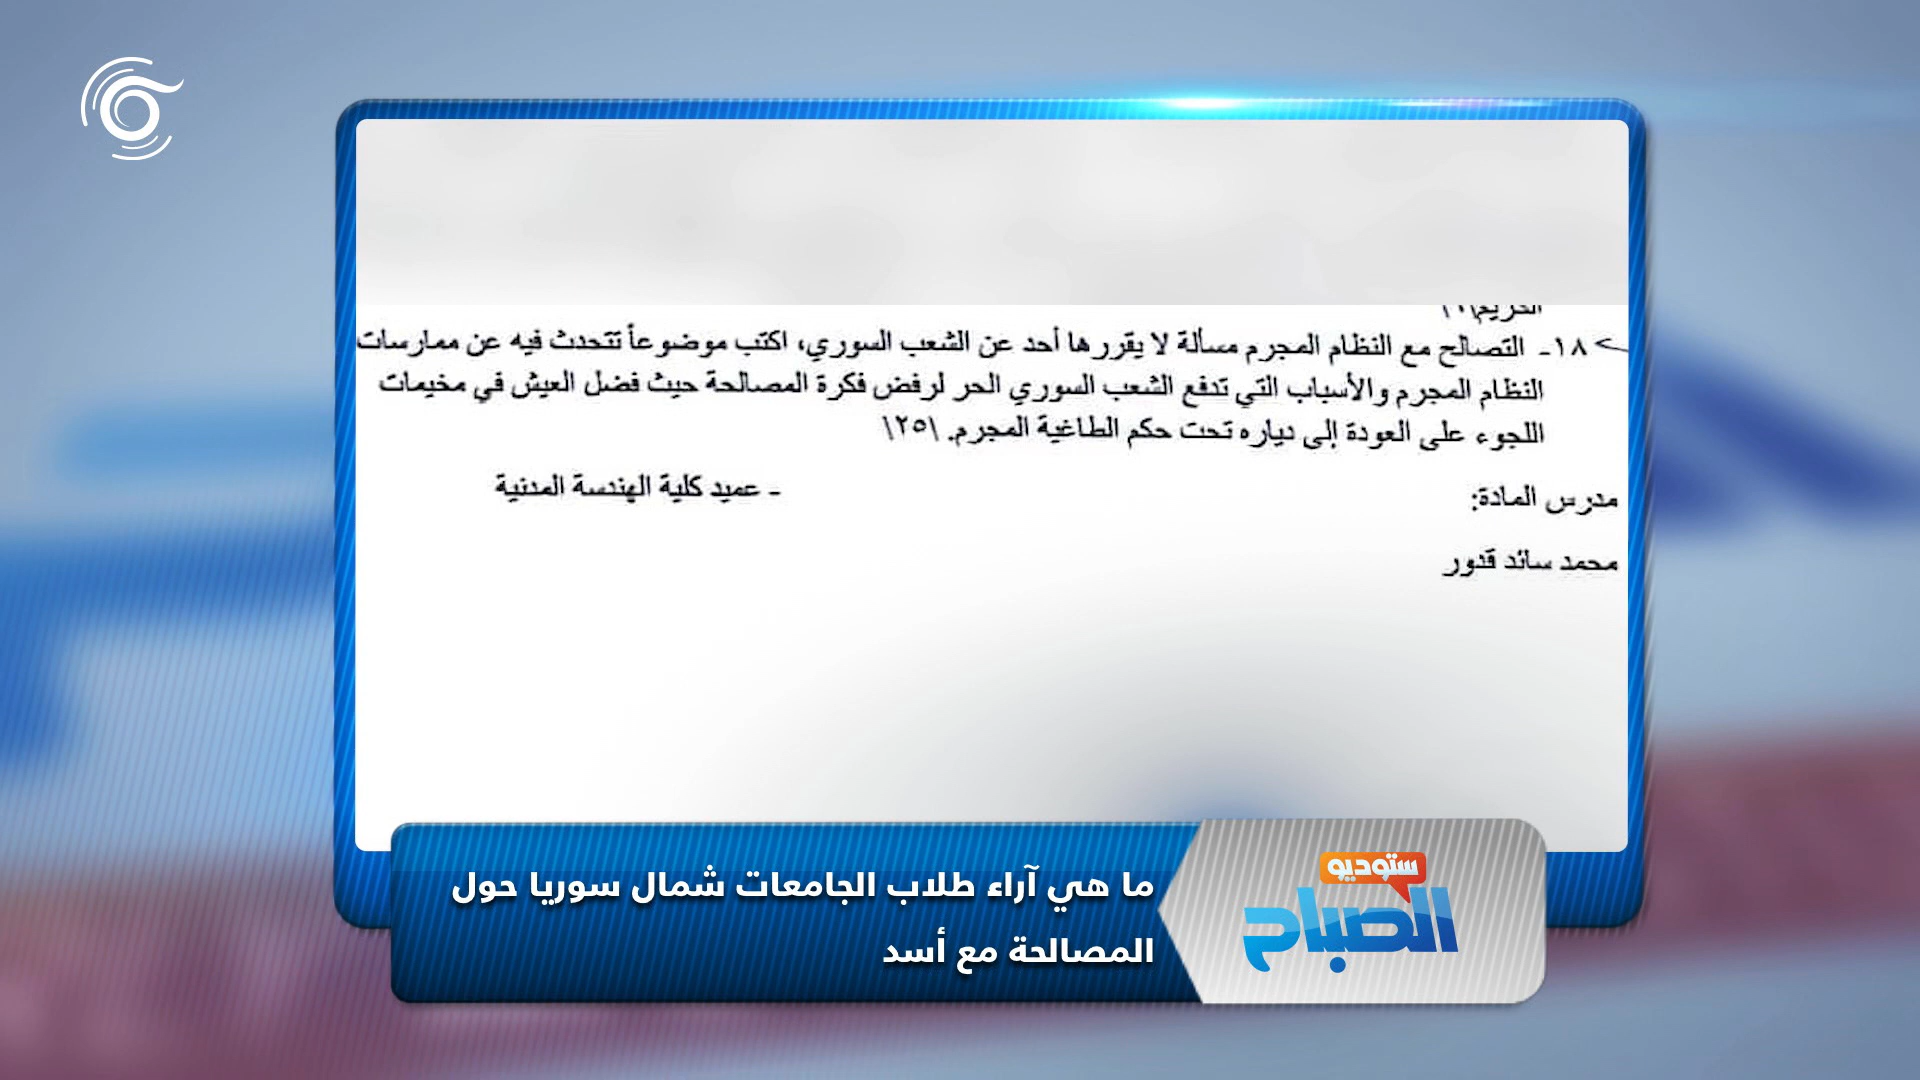 ١٨- التصالح مع النظام المجرم مسألة لا يقررها أحد عن الشعب السوري، اكتب موضوعاً تتحدث فيه عن ممارسات
النظام المجرم والأسباب التي تدفع الشعب السوري الحر لرفض فكرة المصالحة حيث فضل العيش في مخيمات
اللجوء على العودة إلى دياره تحت حكم الطاغية المجرم. \٢٥\
مدرس المادة:
- عميد كلية الهندسة المدنية
محمد سائد قدور
ستوديو
الصباح
ما هي آراء طلاب الجامعات شمال سوريا حول
المصالحة مع أسد